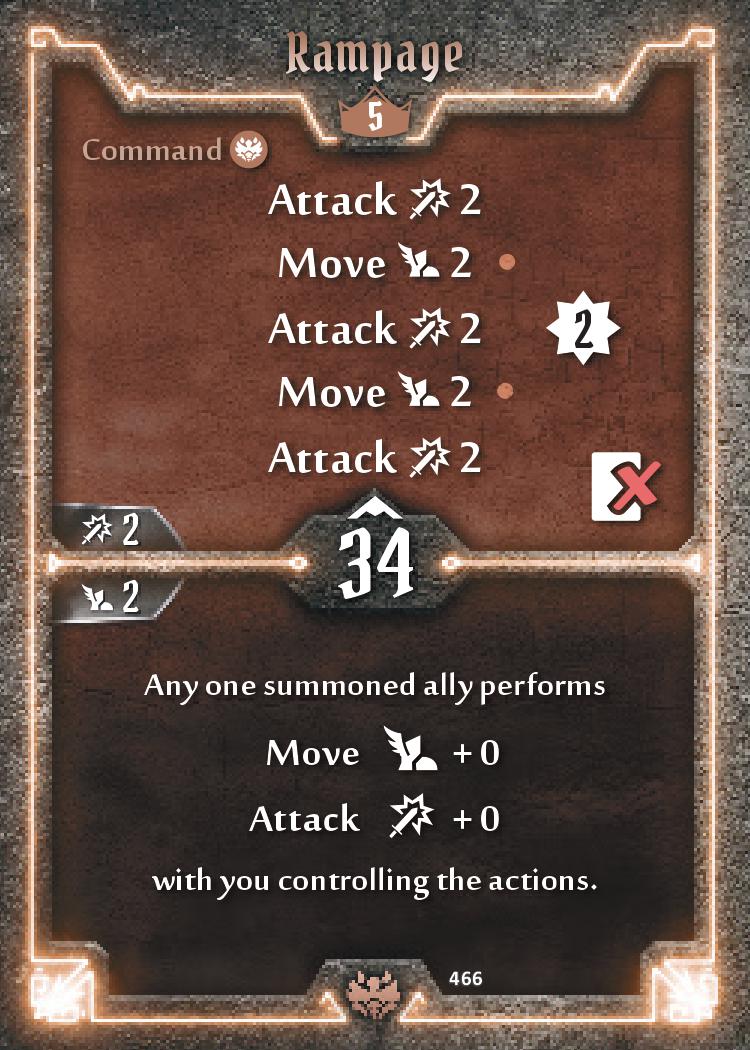 Rampage
5
Command
Attack 2
Move 2
Attack 2
2
Move 2
Attack 2
2
34
2
Any one summoned ally performs
Move + 0
Attack + 0
with you controlling the actions.
466